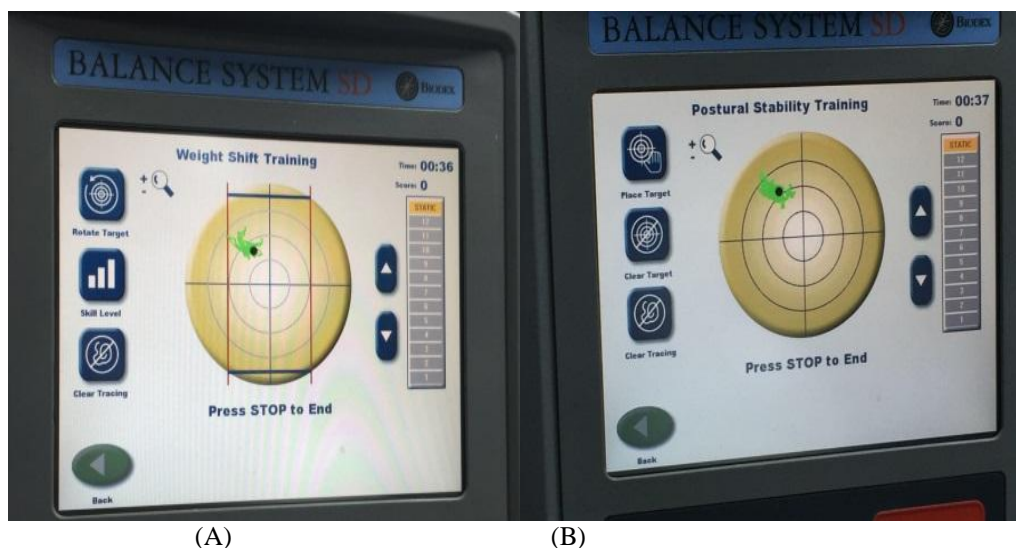 BALANCE SYSTEM SD BIODEX
Weight Shift Training
Time: 00:36
Score: 0
+
-
Rotate Target
Skill Level
Clear Tracing
STATIC
12
11
10
9
8
7
6
5
4
3
2
1
Press STOP to End
Back
(A)
BALANCE SYSTEM SD BIODEX
Postural Stability Training
Time: 00:37
Score: 0
+
-
Place Target
Clear Target
Clear Tracing
STATIC
12
11
10
9
8
7
6
5
4
3
2
1
Press STOP to End
Back
(B)